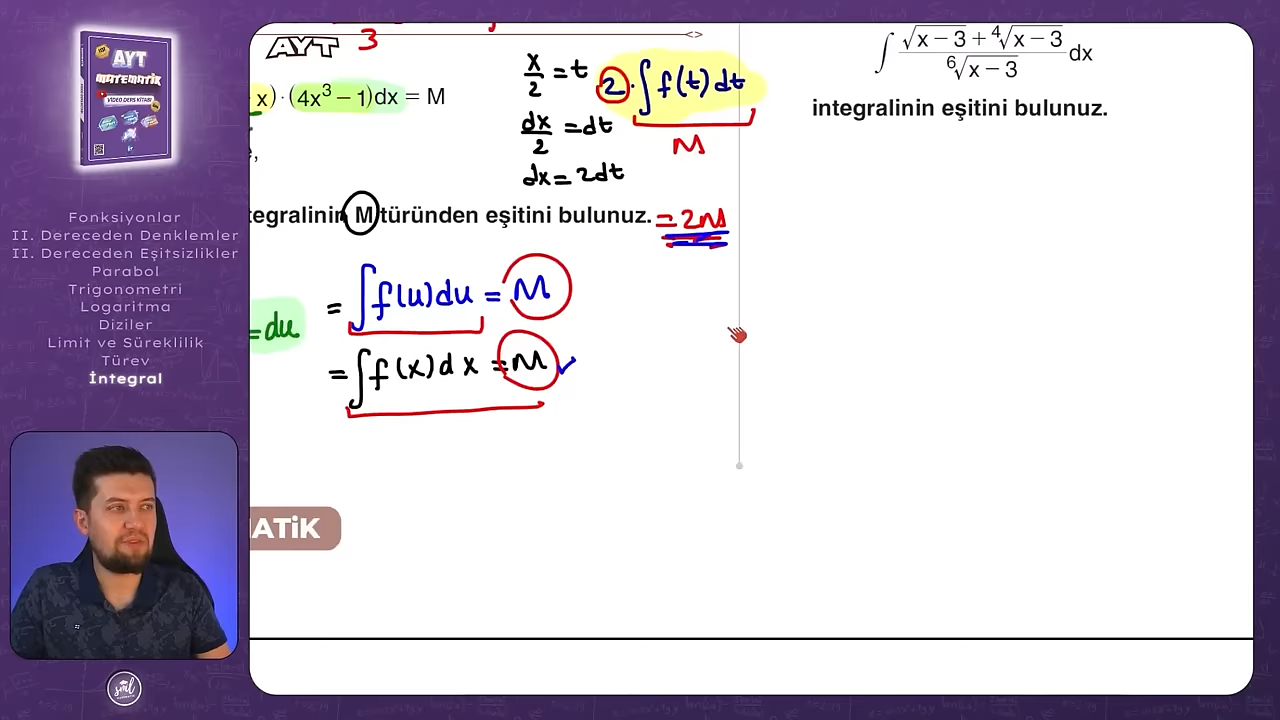 AYT
MATEMATİK
VİDEO DERS KİTABI
Fonksiyonlar
II. Dereceden Denklemler
II. Dereceden Eşitsizlikler
Parabol
Trigonometri
Logaritma
Diziler
Limit ve Süreklilik
Türev
İntegral
sml
AYT
3
x) · (4x³ − 1)dx = M
x/2 = t
2 · ∫ f(t) dt
M
dx/2 = dt
dx = 2dt
tegralinin M türünden eşitini bulunuz. = 2M
= ∫ f(u) du = M
= du
= ∫ f(x) dx = M ✓
ATİK
∫ (√(x − 3) + ⁴√(x − 3)) / ⁶√(x − 3) dx
integralinin eşitini bulunuz.